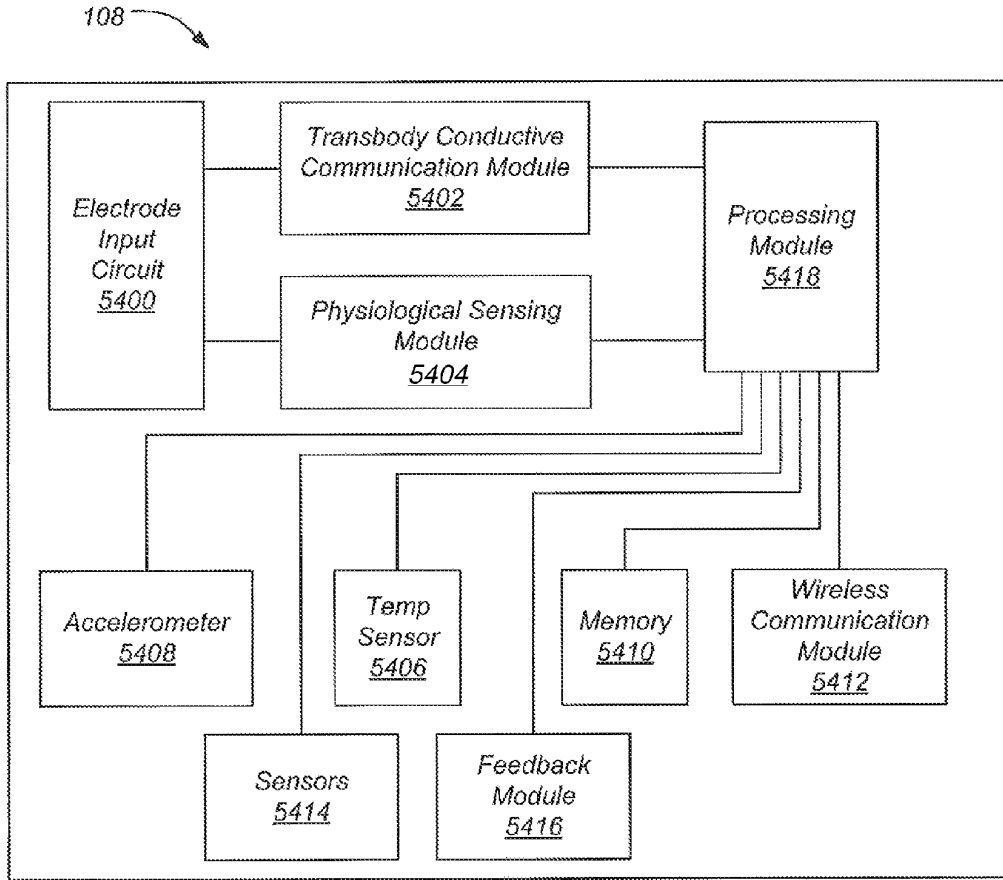 108
Transbody Conductive
Communication Module
5402
Electrode
Input
Circuit
5400
Processing
Module
5418
Physiological Sensing
Module
5404
Accelerometer
5408
Temp
Sensor
5406
Memory
5410
Wireless
Communication
Module
5412
Sensors
5414
Feedback
Module
5416